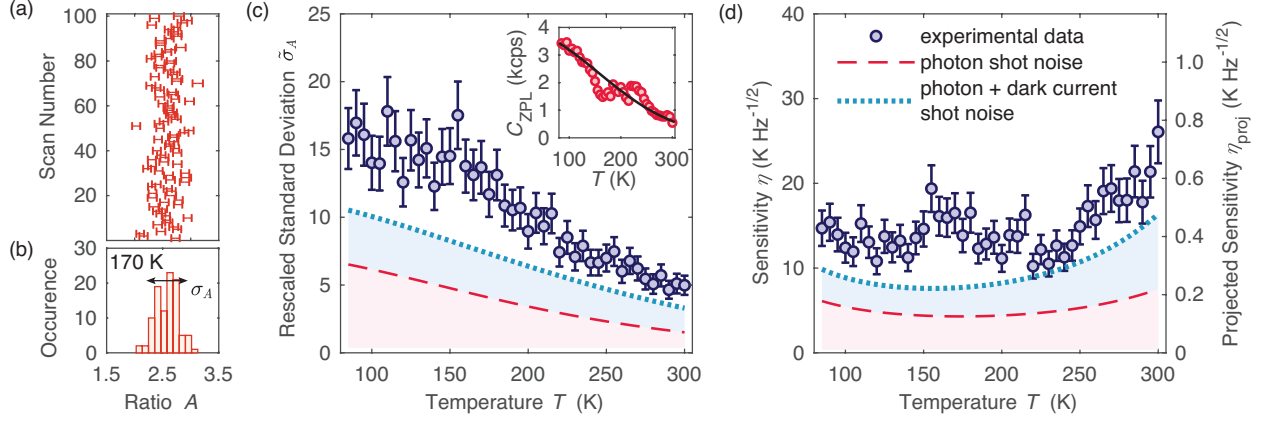 (a)
Scan Number
100
80
60
40
20
0
(b)
Occurence
30
20
10
0
170 K
σA
1.5
2.5
3.5
Ratio A
(c)
Rescaled Standard Deviation σ̃A
25
20
15
10
5
0
100
150
200
250
300
Temperature T (K)
CZPL (kcps)
4
3
2
1
0
100
200
300
T (K)
(d)
Sensitivity η (K Hz-1/2)
40
30
20
10
0
experimental data
photon shot noise
photon + dark current
shot noise
100
150
200
250
300
Temperature T (K)
1.0
0.8
0.6
0.4
0.2
0
Projected Sensitivity ηproj (K Hz-1/2)